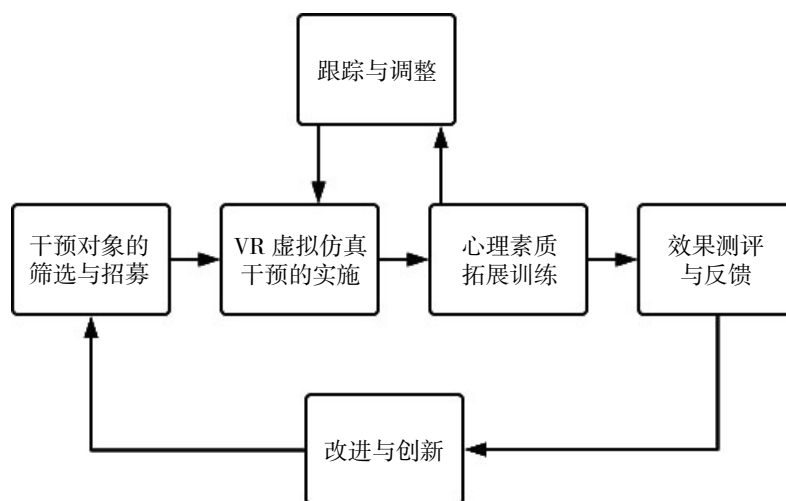 跟踪与调整
干预对象的
筛选与招募
VR 虚拟仿真
干预的实施
心理素质
拓展训练
效果测评
与反馈
改进与创新